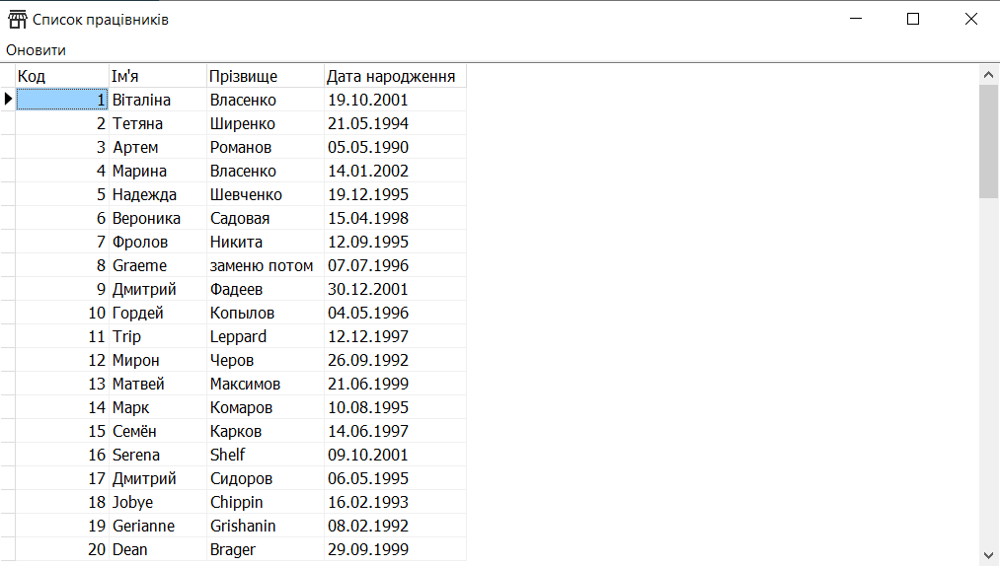 Список працівників
Оновити
Код Ім'я Прізвище Дата народження
1 Віталіна Власенко 19.10.2001
2 Тетяна Ширенко 21.05.1994
3 Артем Романов 05.05.1990
4 Марина Власенко 14.01.2002
5 Надежда Шевченко 19.12.1995
6 Вероника Садовая 15.04.1998
7 Фролов Никита 12.09.1995
8 Graeme заменю потом 07.07.1996
9 Дмитрий Фадеев 30.12.2001
10 Гордей Копылов 04.05.1996
11 Trip Leppard 12.12.1997
12 Мирон Черов 26.09.1992
13 Матвей Максимов 21.06.1999
14 Марк Комаров 10.08.1995
15 Семён Карков 14.06.1997
16 Serena Shelf 09.10.2001
17 Дмитрий Сидоров 06.05.1995
18 Jobye Chippin 16.02.1993
19 Gerianne Grishanin 08.02.1992
20 Dean Brager 29.09.1999